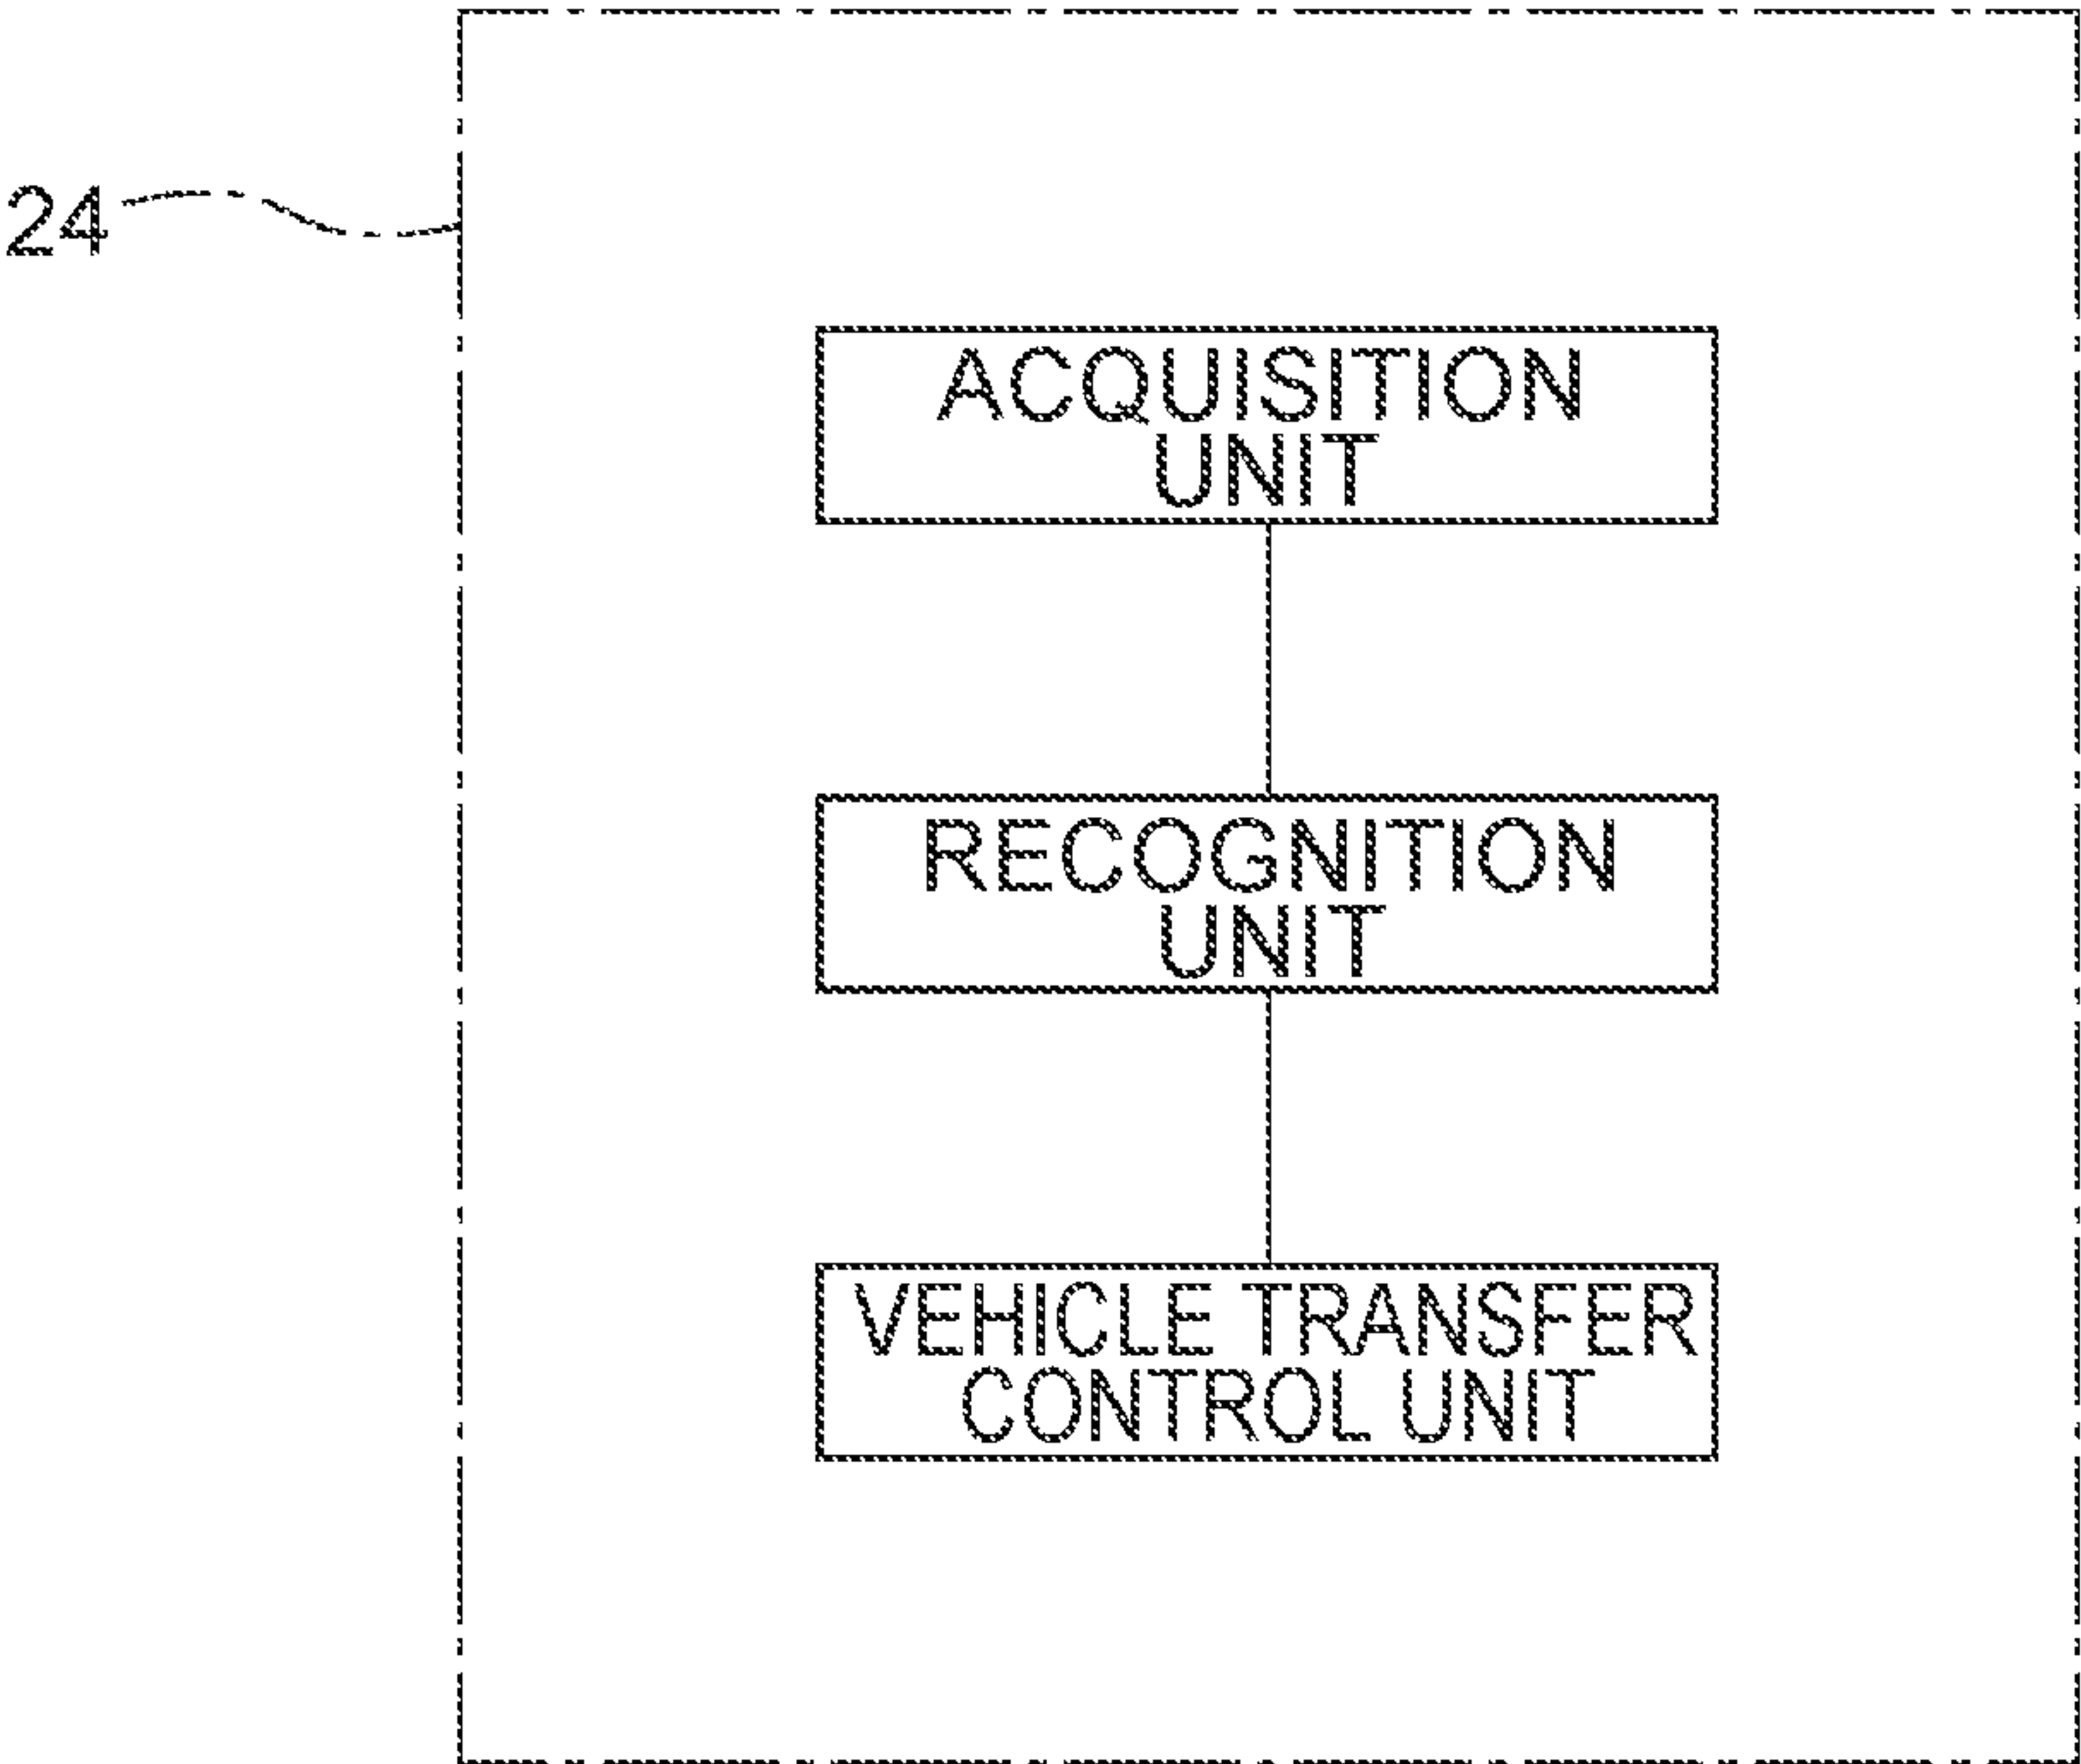 24
ACQUISITION
UNIT
RECOGNITION
UNIT
VEHICLE TRANSFER
CONTROL UNIT